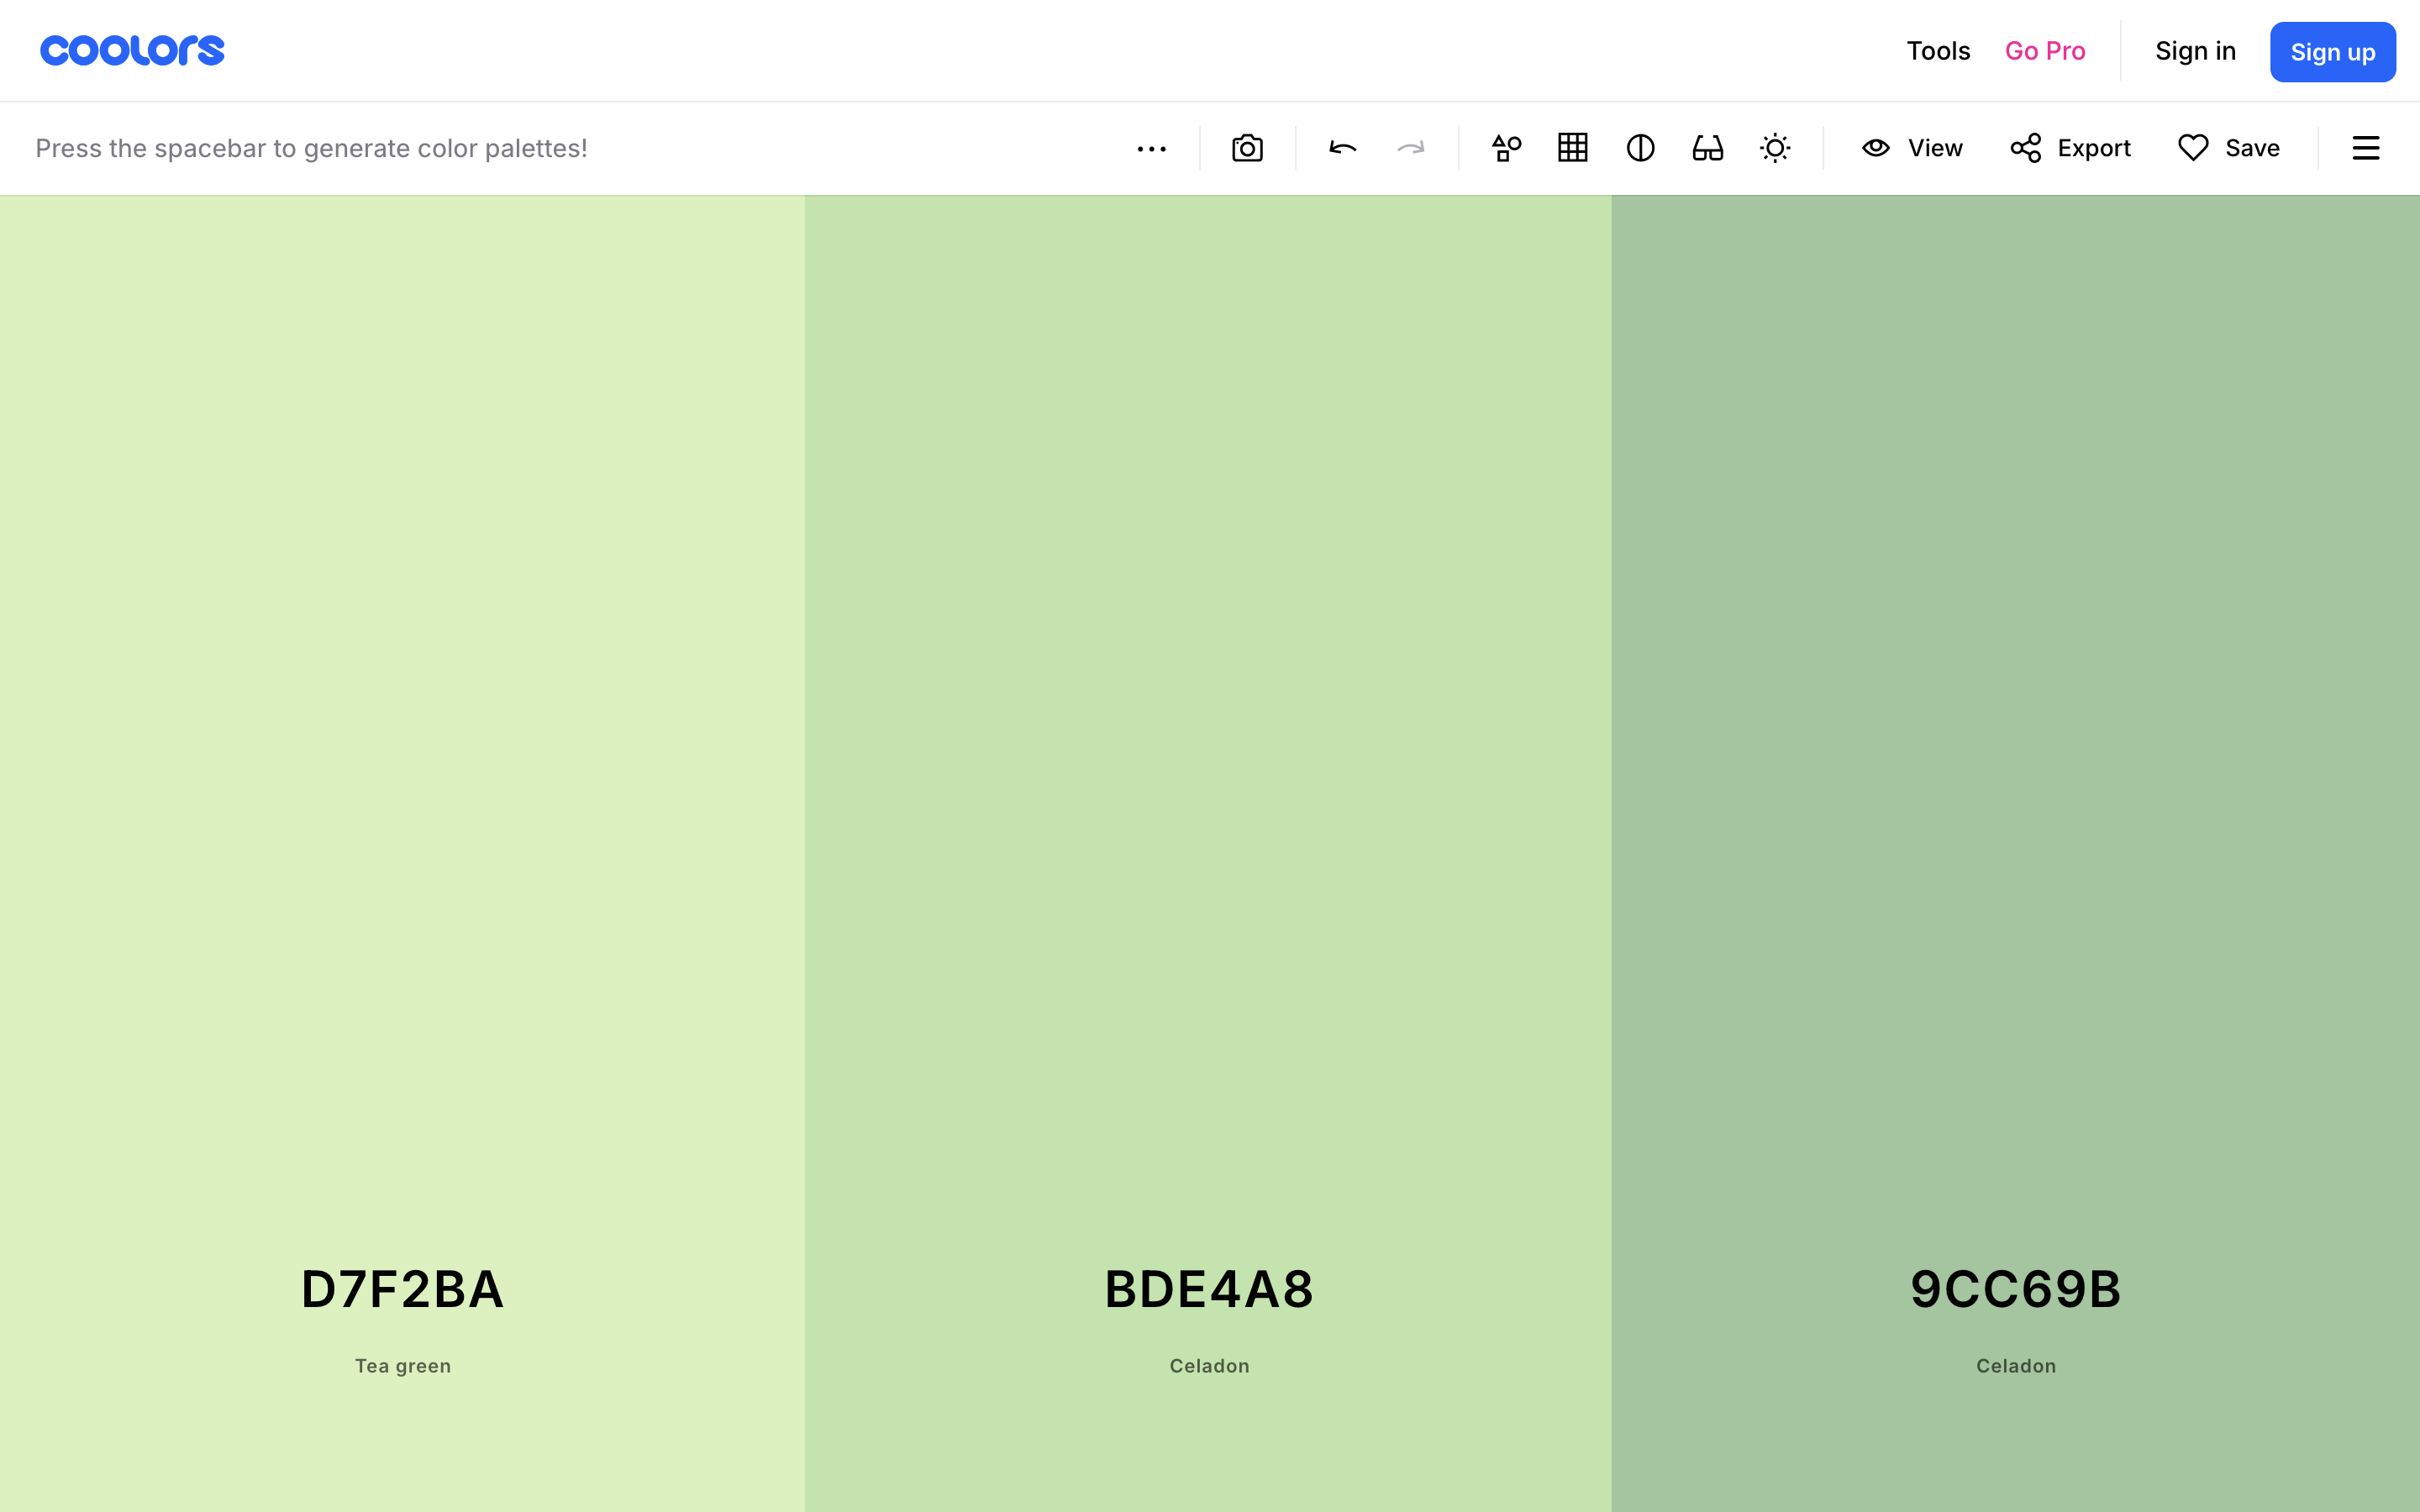 coolors
Tools Go Pro Sign in Sign up
Press the spacebar to generate color palettes!
View Export Save
D7F2BA
Tea green
BDE4A8
Celadon
9CC69B
Celadon